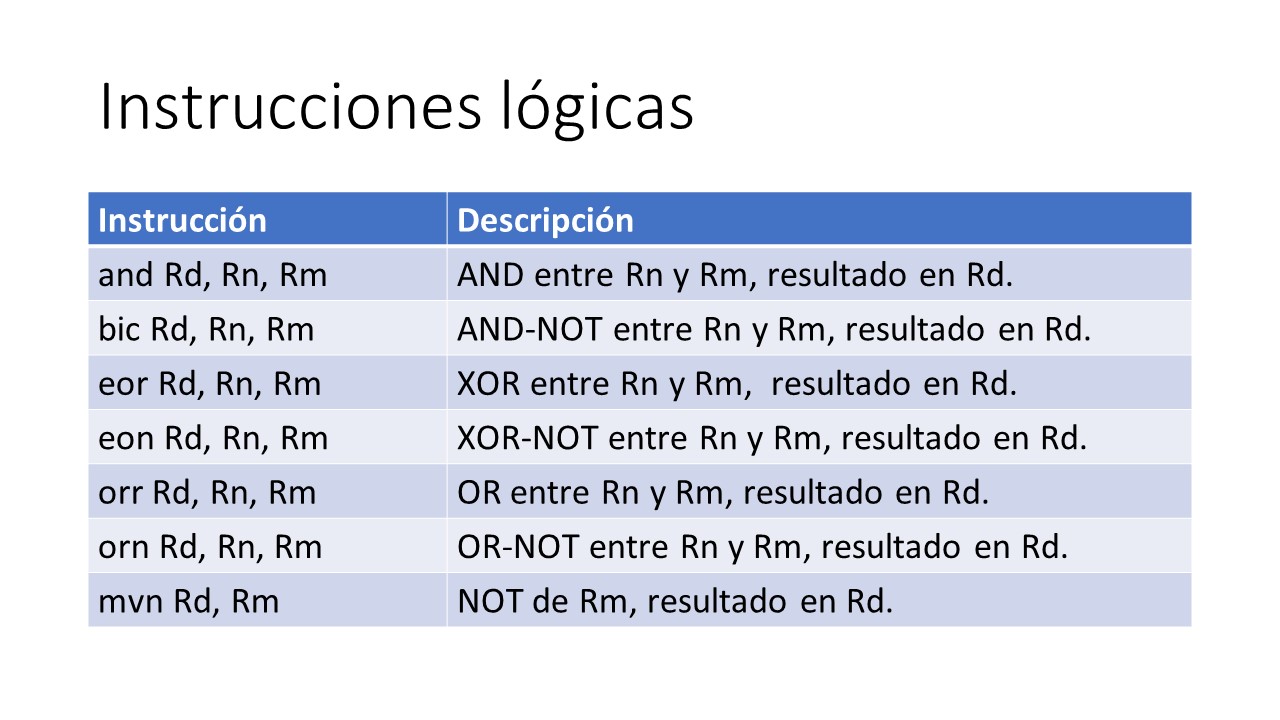 Instrucciones lógicas
Instrucción Descripción
and Rd, Rn, Rm AND entre Rn y Rm, resultado en Rd.
bic Rd, Rn, Rm AND-NOT entre Rn y Rm, resultado en Rd.
eor Rd, Rn, Rm XOR entre Rn y Rm, resultado en Rd.
eon Rd, Rn, Rm XOR-NOT entre Rn y Rm, resultado en Rd.
orr Rd, Rn, Rm OR entre Rn y Rm, resultado en Rd.
orn Rd, Rn, Rm OR-NOT entre Rn y Rm, resultado en Rd.
mvn Rd, Rm NOT de Rm, resultado en Rd.